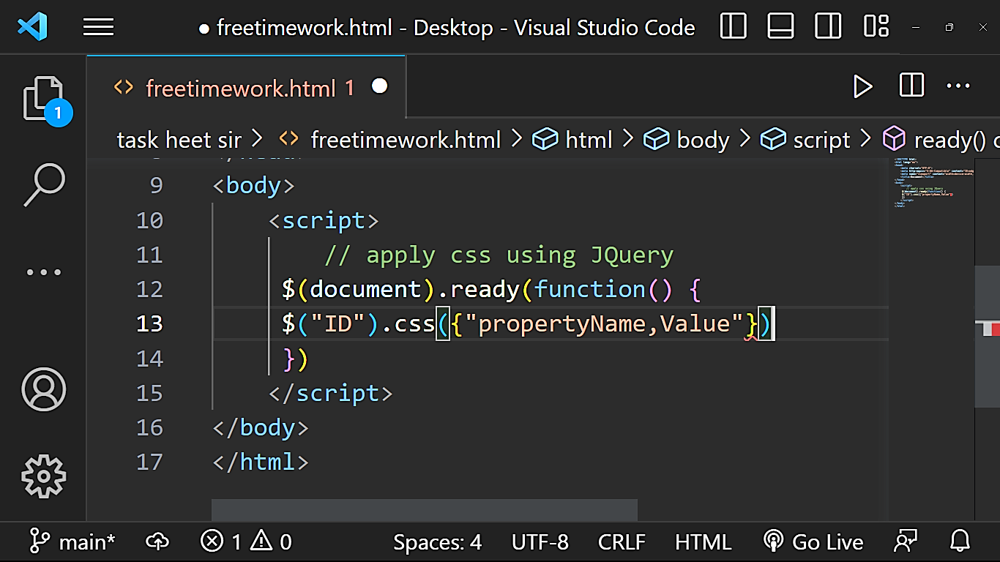 ● freetimework.html - Desktop - Visual Studio Code
<> freetimework.html 1 ●
task heet sir > <> freetimework.html > html > body > script > ready() c
1
9 <body>
10 <script>
11 // apply css using JQuery
12 $(document).ready(function() {
13 $("ID").css({"propertyName,Value"})
14 })
15 </script>
16 </body>
17 </html>
main* 1 0 Spaces: 4 UTF-8 CRLF HTML Go Live